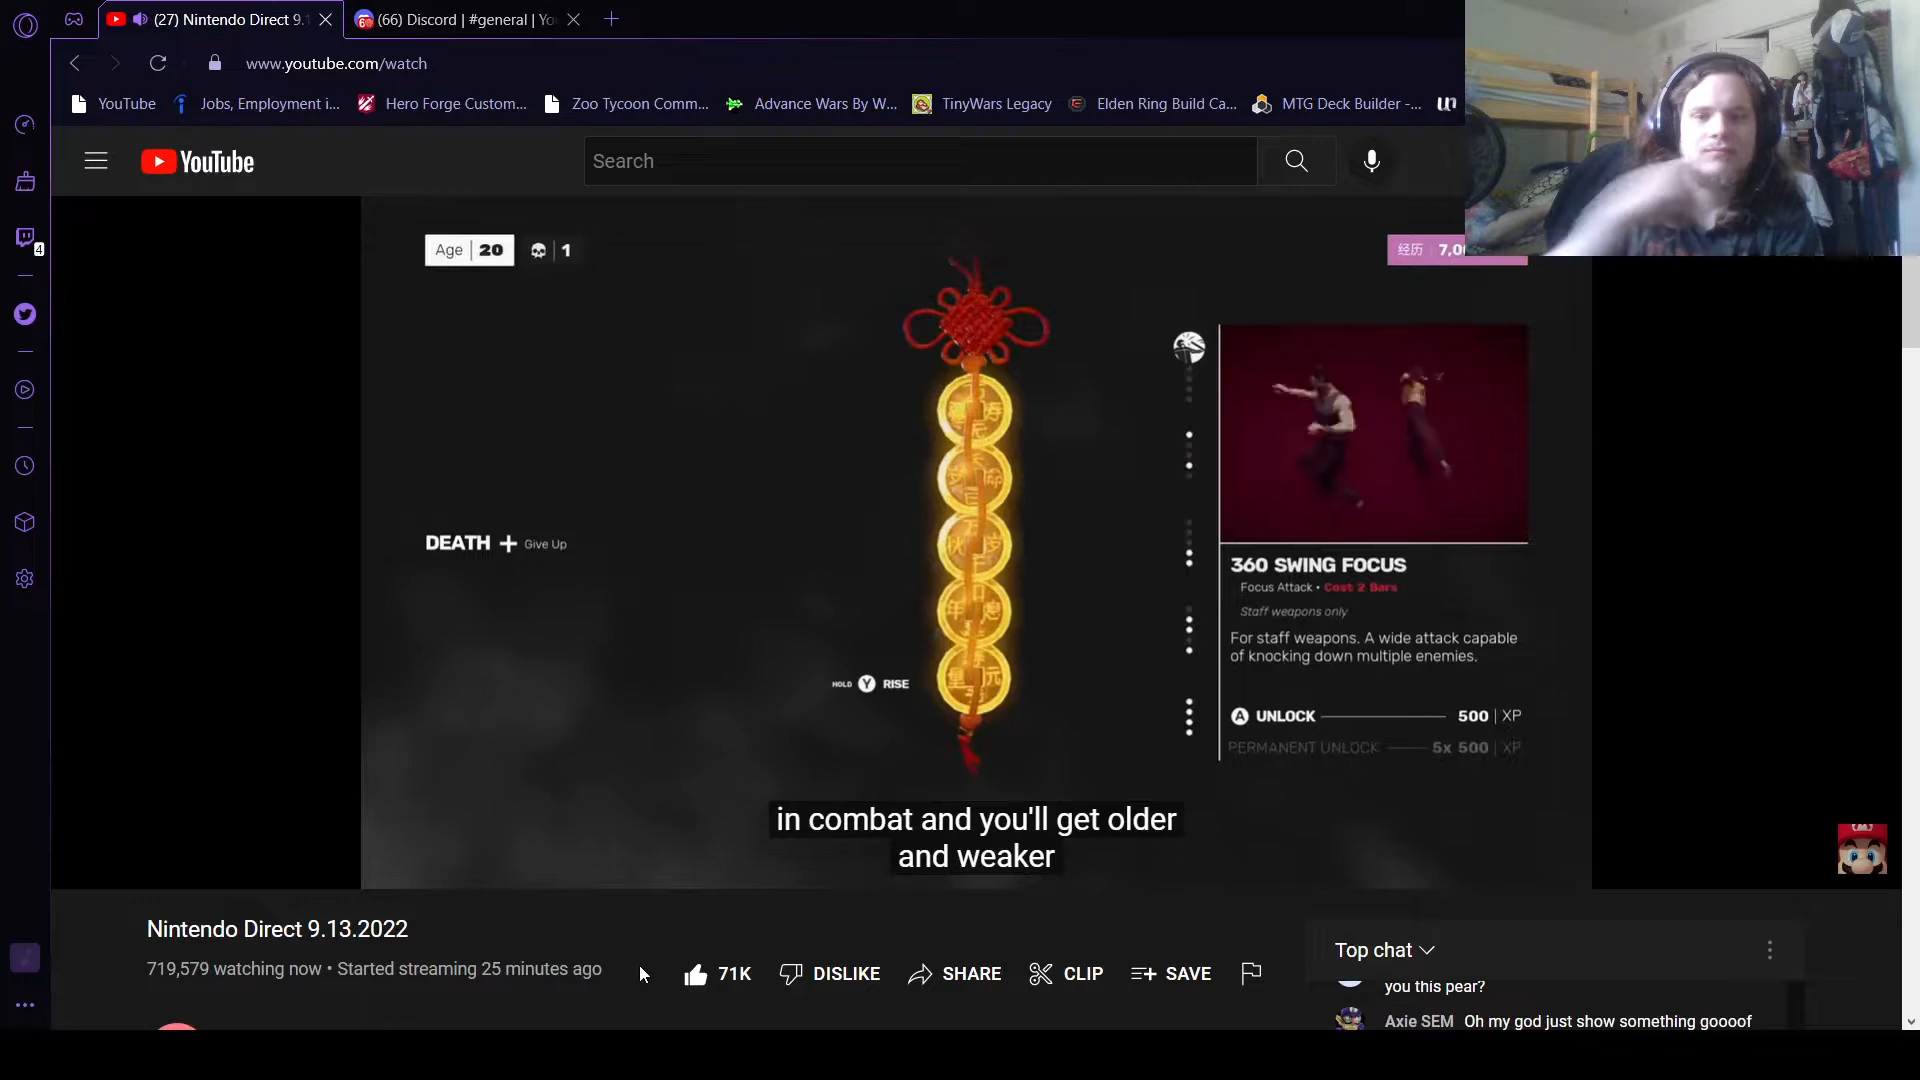 (27) Nintendo Direct 9.1
(66) Discord | #general | Yo
www.youtube.com/watch
YouTube
Jobs, Employment i...
Hero Forge Custom...
Zoo Tycoon Comm...
Advance Wars By W...
TinyWars Legacy
Elden Ring Build Ca...
MTG Deck Builder -...
YouTube
Search
4
Age | 20
1
经历 7,0
DEATH + Give Up
HOLD Y RISE
360 SWING FOCUS
Focus Attack • Cost 2 Bars
Staff weapons only
For staff weapons. A wide attack capable
of knocking down multiple enemies.
A UNLOCK 500 | XP
PERMANENT UNLOCK 5x 500 | XP
in combat and you'll get older
and weaker
Nintendo Direct 9.13.2022
719,579 watching now • Started streaming 25 minutes ago
71K
DISLIKE
SHARE
CLIP
SAVE
Top chat
you this pear?
Axie SEM Oh my god just show something goooof